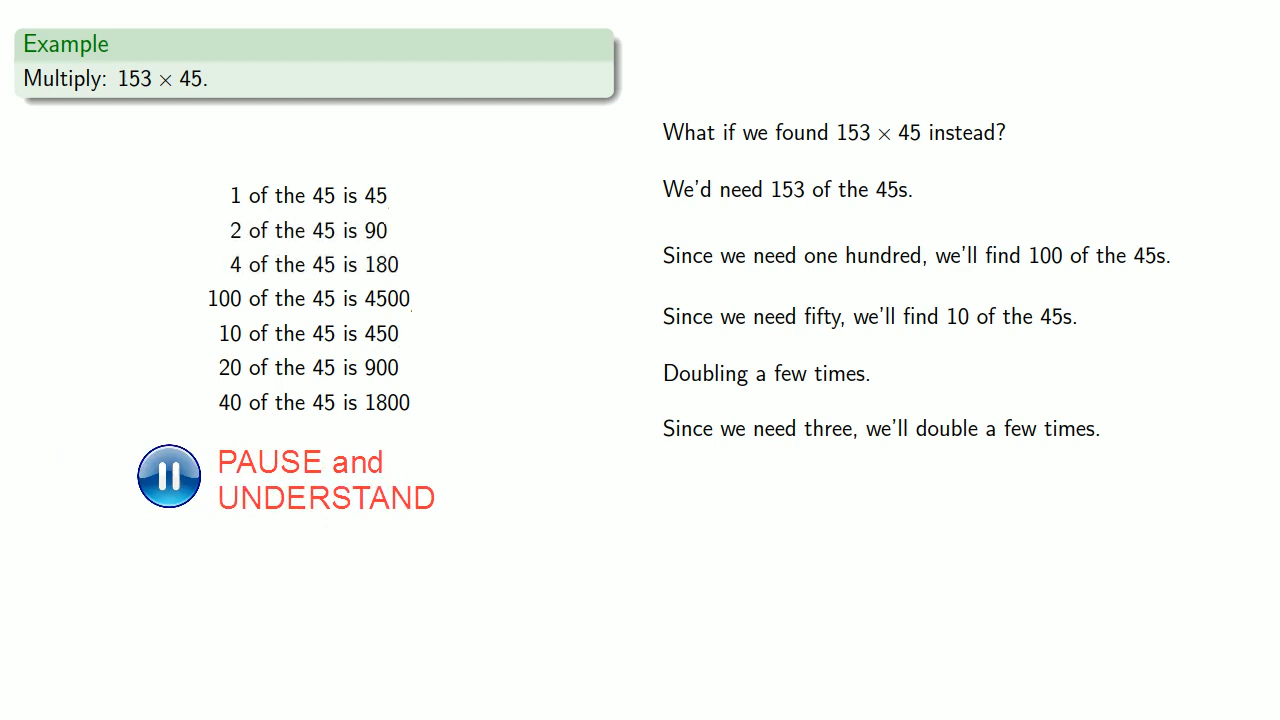 Example
Multiply: 153 × 45.
1 of the 45 is 45
2 of the 45 is 90
4 of the 45 is 180
100 of the 45 is 4500
10 of the 45 is 450
20 of the 45 is 900
40 of the 45 is 1800
PAUSE and
UNDERSTAND
What if we found 153 × 45 instead?
We'd need 153 of the 45s.
Since we need one hundred, we'll find 100 of the 45s.
Since we need fifty, we'll find 10 of the 45s.
Doubling a few times.
Since we need three, we'll double a few times.